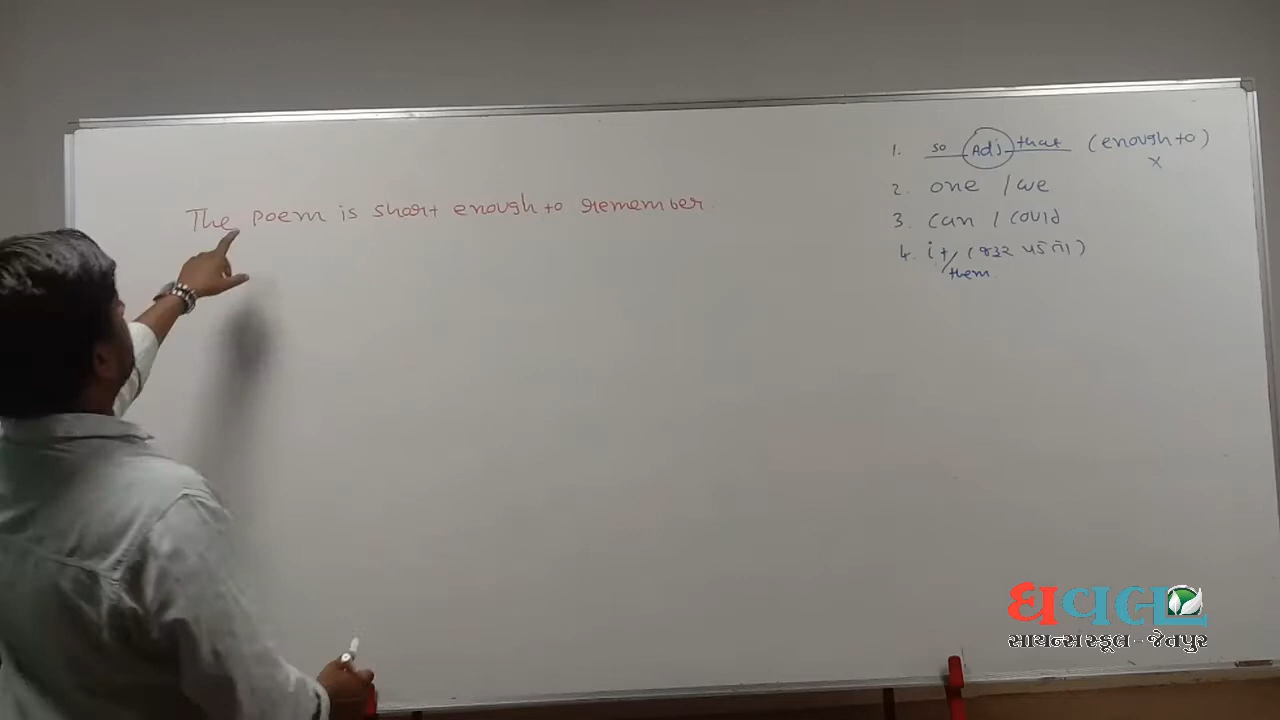 The poem is short enough to remember.
1. so Adj that (enough to)
x
2. one / we
3. can / could
4. it / (જરૂર પડે તો)
them
ધવલ
સાયન્સ સ્કૂલ - જેતપુર